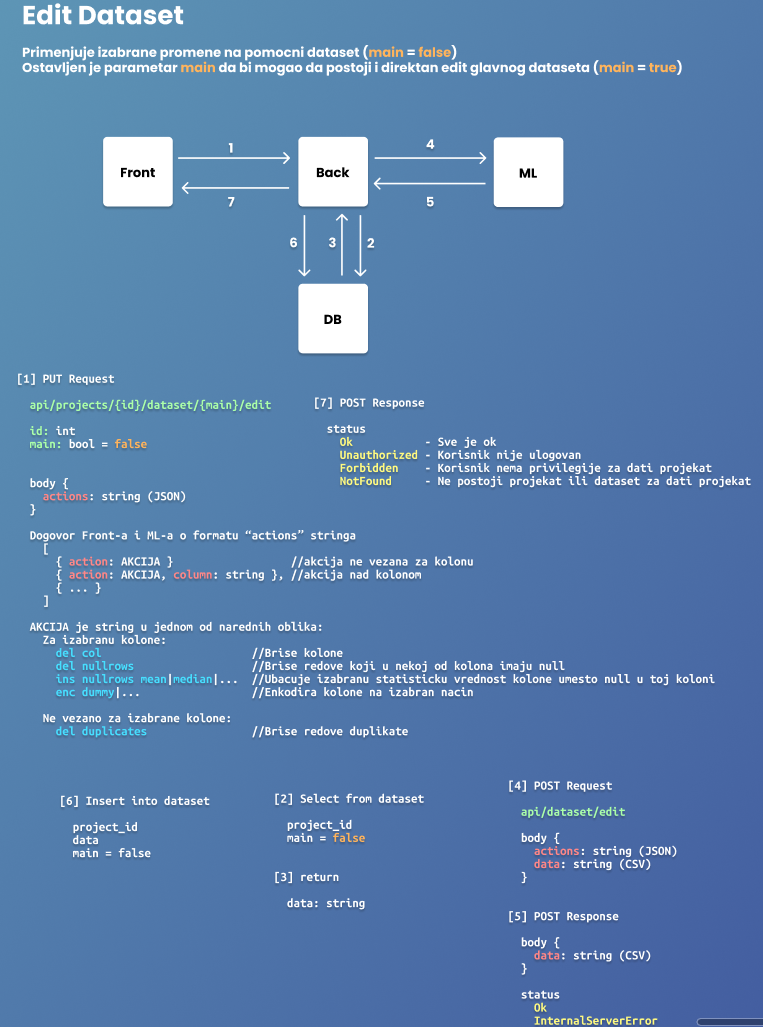 Edit Dataset
Primenjuje izabrane promene na pomocni dataset (main = false)
Ostavljen je parametar main da bi mogao da postoji i direktan edit glavnog dataseta (main = true)
Front
1
7
Back
4
5
ML
6
3
2
DB
[1] PUT Request
api/projects/{id}/dataset/{main}/edit
id: int
main: bool = false
body {
actions: string (JSON)
}
[7] POST Response
status
Ok - Sve je ok
Unauthorized - Korisnik nije ulogovan
Forbidden - Korisnik nema privilegije za dati projekat
NotFound - Ne postoji projekat ili dataset za dati projekat
Dogovor Front-a i ML-a o formatu “actions” stringa
[
{ action: AKCIJA } //akcija ne vezana za kolonu
{ action: AKCIJA, column: string }, //akcija nad kolonom
{ ... }
]
AKCIJA je string u jednom od narednih oblika:
Za izabranu kolone:
del col //Brise kolone
del nullrows //Brise redove koji u nekoj od kolona imaju null
ins nullrows mean|median|... //Ubacuje izabranu statisticku vrednost kolone umesto null u toj koloni
enc dummy|... //Enkodira kolone na izabran nacin
Ne vezano za izabrane kolone:
del duplicates //Brise redove duplikate
[6] Insert into dataset
project_id
data
main = false
[2] Select from dataset
project_id
main = false
[3] return
data: string
[4] POST Request
api/dataset/edit
body {
actions: string (JSON)
data: string (CSV)
}
[5] POST Response
body {
data: string (CSV)
}
status
Ok
InternalServerError